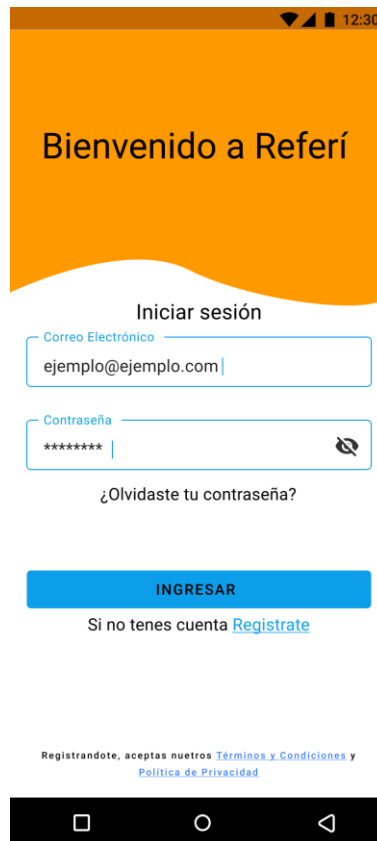 12:30
Bienvenido a Referí
Iniciar sesión
Correo Electrónico
ejemplo@ejemplo.com
Contraseña
********
¿Olvidaste tu contraseña?
INGRESAR
Si no tenes cuenta Registrate
Registrandote, aceptas nuetros Términos y Condiciones y
Política de Privacidad